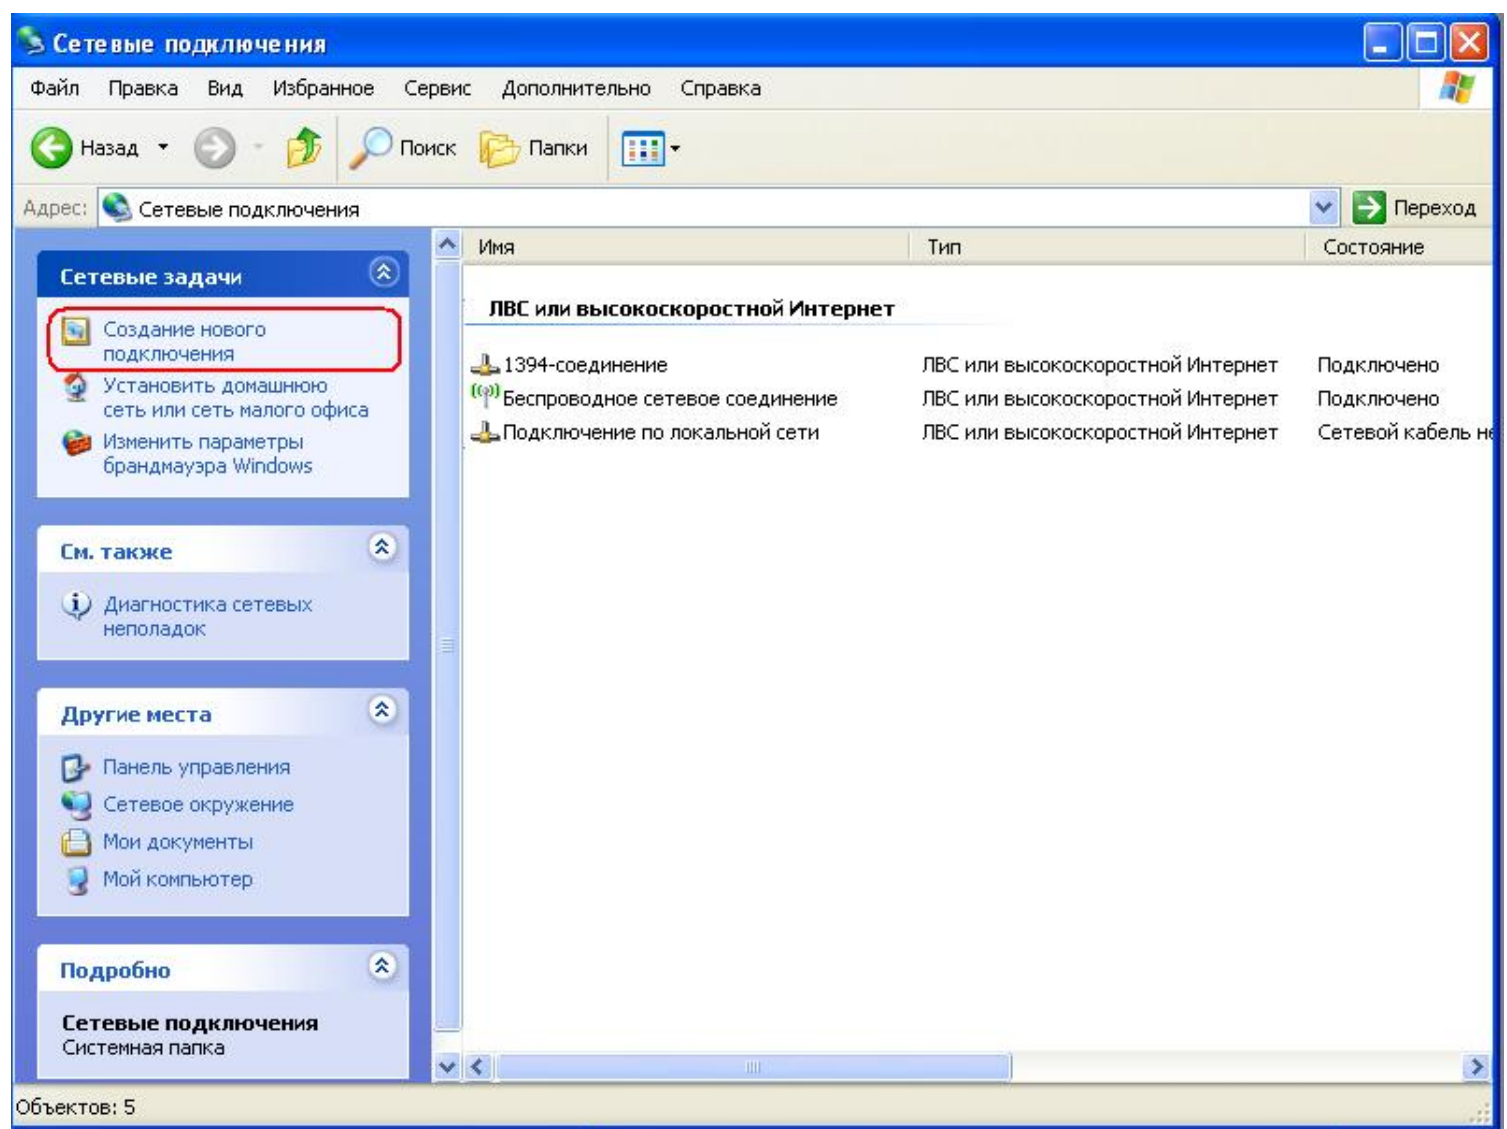 Сетевые подключения
Файл Правка Вид Избранное Сервис Дополнительно Справка
Назад Поиск Папки
Адрес: Сетевые подключения Переход
Сетевые задачи
Создание нового
подключения
Установить домашнюю
сеть или сеть малого офиса
Изменить параметры
брандмауэра Windows
См. также
Диагностика сетевых
неполадок
Другие места
Панель управления
Сетевое окружение
Мои документы
Мой компьютер
Подробно
Сетевые подключения
Системная папка
Имя Тип Состояние
ЛВС или высокоскоростной Интернет
1394-соединение ЛВС или высокоскоростной Интернет Подключено
Беспроводное сетевое соединение ЛВС или высокоскоростной Интернет Подключено
Подключение по локальной сети ЛВС или высокоскоростной Интернет Сетевой кабель не
Объектов: 5